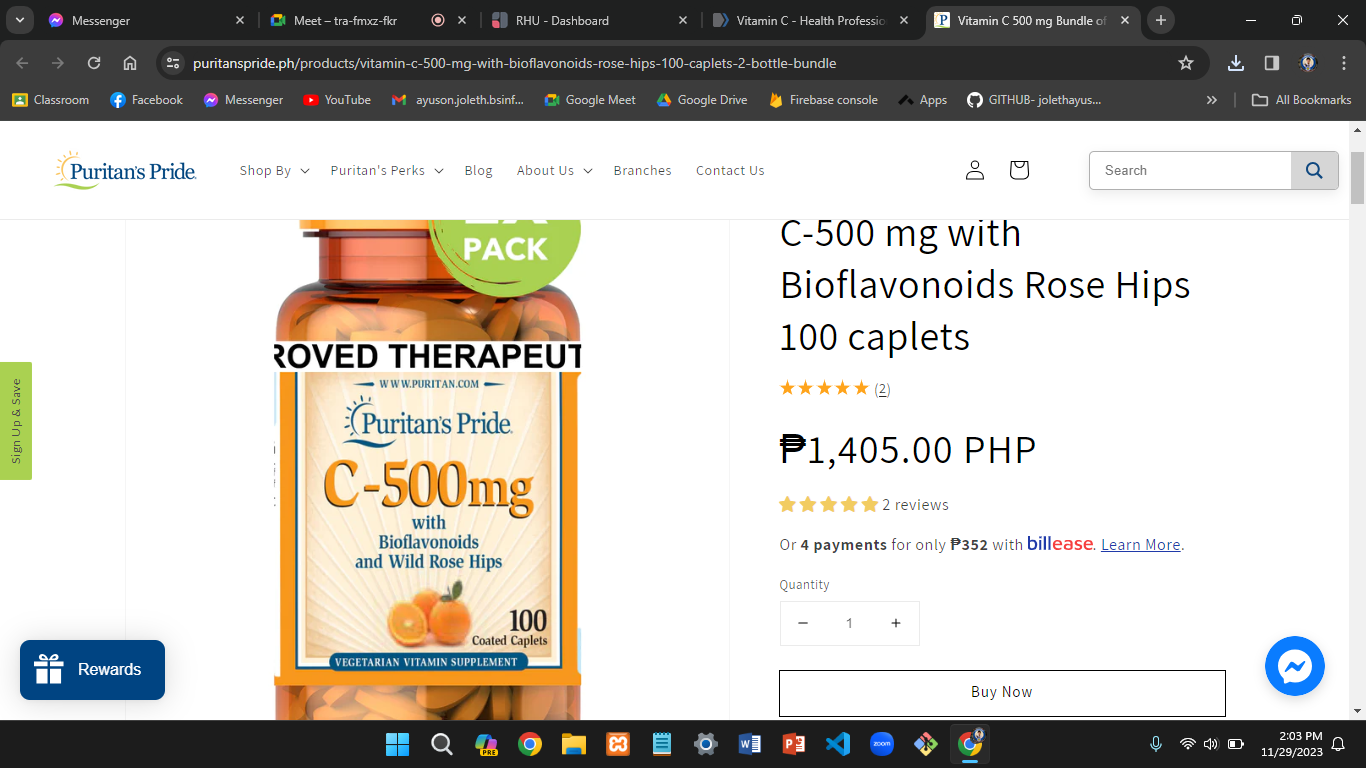 Messenger
Meet – tra-fmxz-fkr
RHU - Dashboard
Vitamin C - Health Professio
Vitamin C 500 mg Bundle of
puritanspride.ph/products/vitamin-c-500-mg-with-bioflavonoids-rose-hips-100-caplets-2-bottle-bundle
Classroom
Facebook
Messenger
YouTube
ayuson.joleth.bsinf...
Google Meet
Google Drive
Firebase console
Apps
GITHUB- jolethayus...
All Bookmarks
Puritan's Pride
Shop By
Puritan's Perks
Blog
About Us
Branches
Contact Us
Search
PACK
ROVED THERAPEUT
WWW.PURITAN.COM
Puritan's Pride
C-500mg
with
Bioflavonoids
and Wild Rose Hips
100
Coated Caplets
VEGETARIAN VITAMIN SUPPLEMENT
C-500 mg with
Bioflavonoids Rose Hips
100 caplets
(2)
₱1,405.00 PHP
2 reviews
Or 4 payments for only ₱352 with billease. Learn More.
Quantity
1
Buy Now
Sign Up & Save
Rewards
PRE
zoom
2:03 PM
11/29/2023